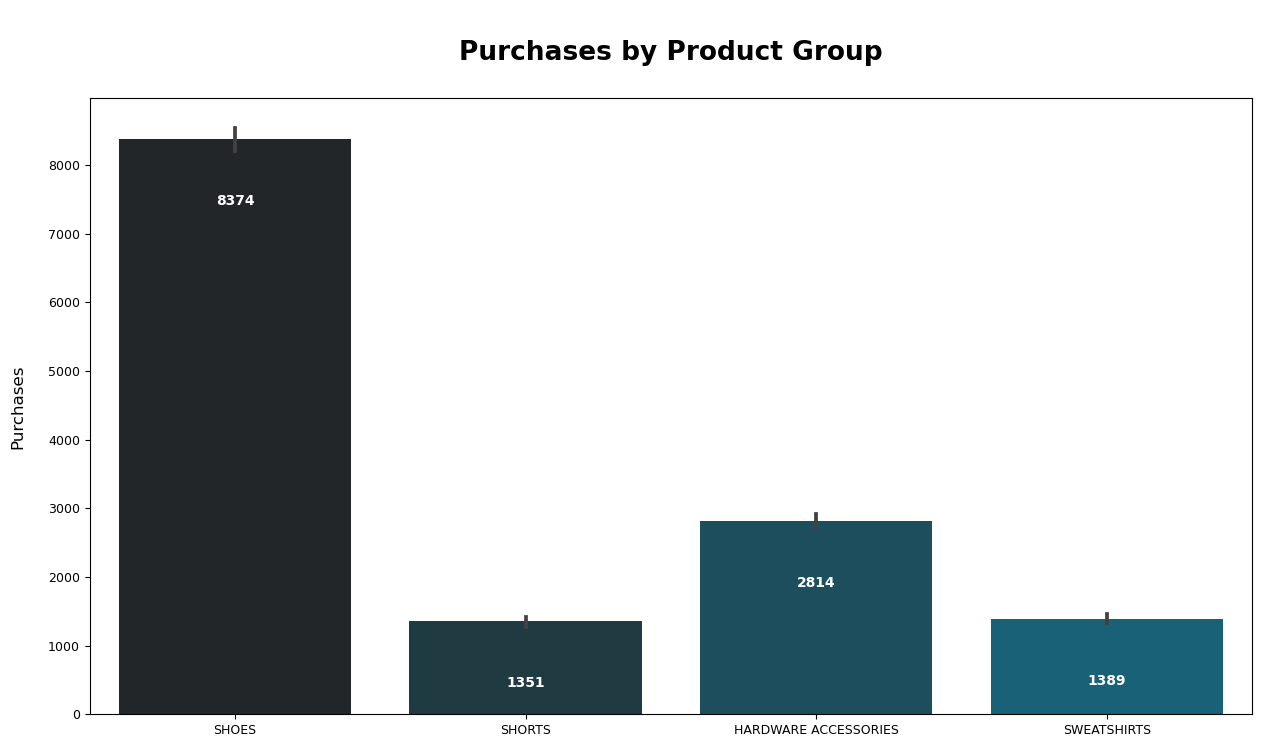 Purchases by Product Group
Purchases
8000
7000
6000
5000
4000
3000
2000
1000
0
8374
1351
2814
1389
SHOES
SHORTS
HARDWARE ACCESSORIES
SWEATSHIRTS